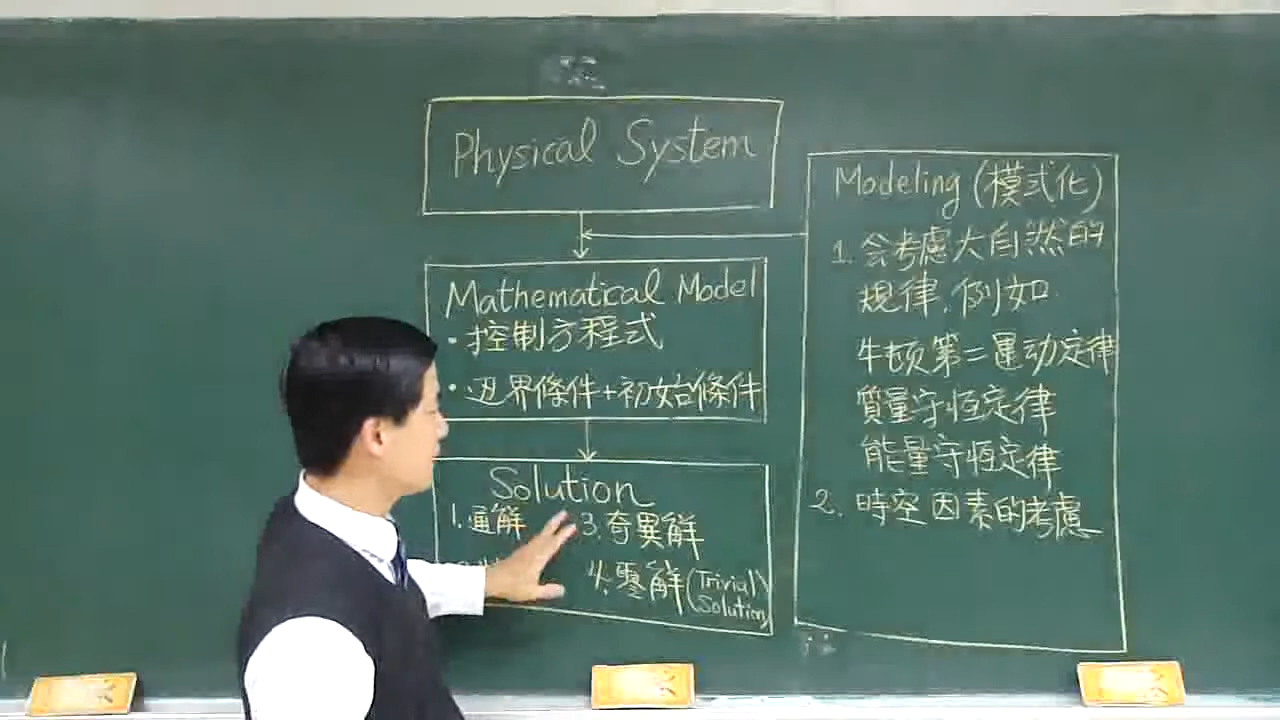 Physical System
Mathematical Model
·控制方程式
·边界條件+初始條件
Solution
1.通解
3.奇異解
4.零解(Trivial
Solution)
Modeling (模式化)
1.会考慮大自然的
規律,例如
牛顿第二運动定律
質量守恆定律
能量守恆定律
2.時空因素的考慮